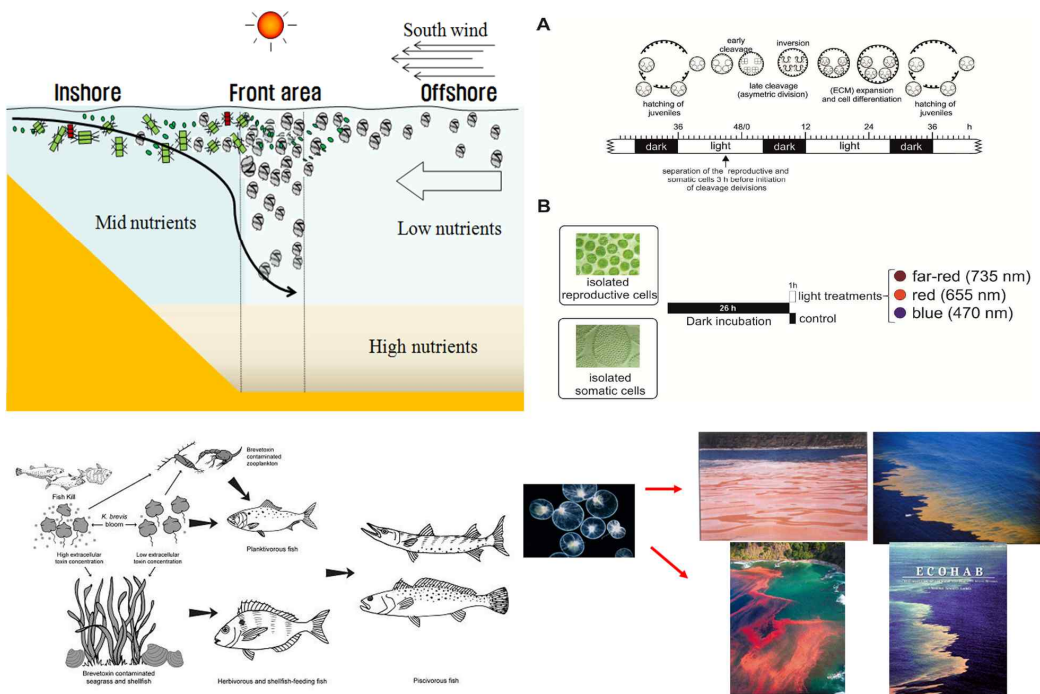 South wind
Inshore
Front area
Offshore
Mid nutrients
Low nutrients
High nutrients
A
early
cleavage
inversion
late cleavage
(asymetric division)
(ECM) expansion
and cell differentiation
hatching of
juveniles
hatching of
juveniles
36
48/0
12
24
36
h
dark
light
dark
light
dark
separation of the reproductive and
somatic cells 3 h before initiation
of cleavage deivisions
B
isolated
reproductive cells
isolated
somatic cells
26 h
Dark incubation
1h
light treatments
control
far-red (735 nm)
red (655 nm)
blue (470 nm)
Fish Kill
Brevetoxin
contaminated
zooplankton
K. brevis
bloom
High extracellular
toxin concentration
Low extracellular
toxin concentration
Planktivorous fish
Brevetoxin contaminated
seagrass and shellfish
Herbivorous and shellfish-feeding fish
Piscivorous fish
ECOHAB